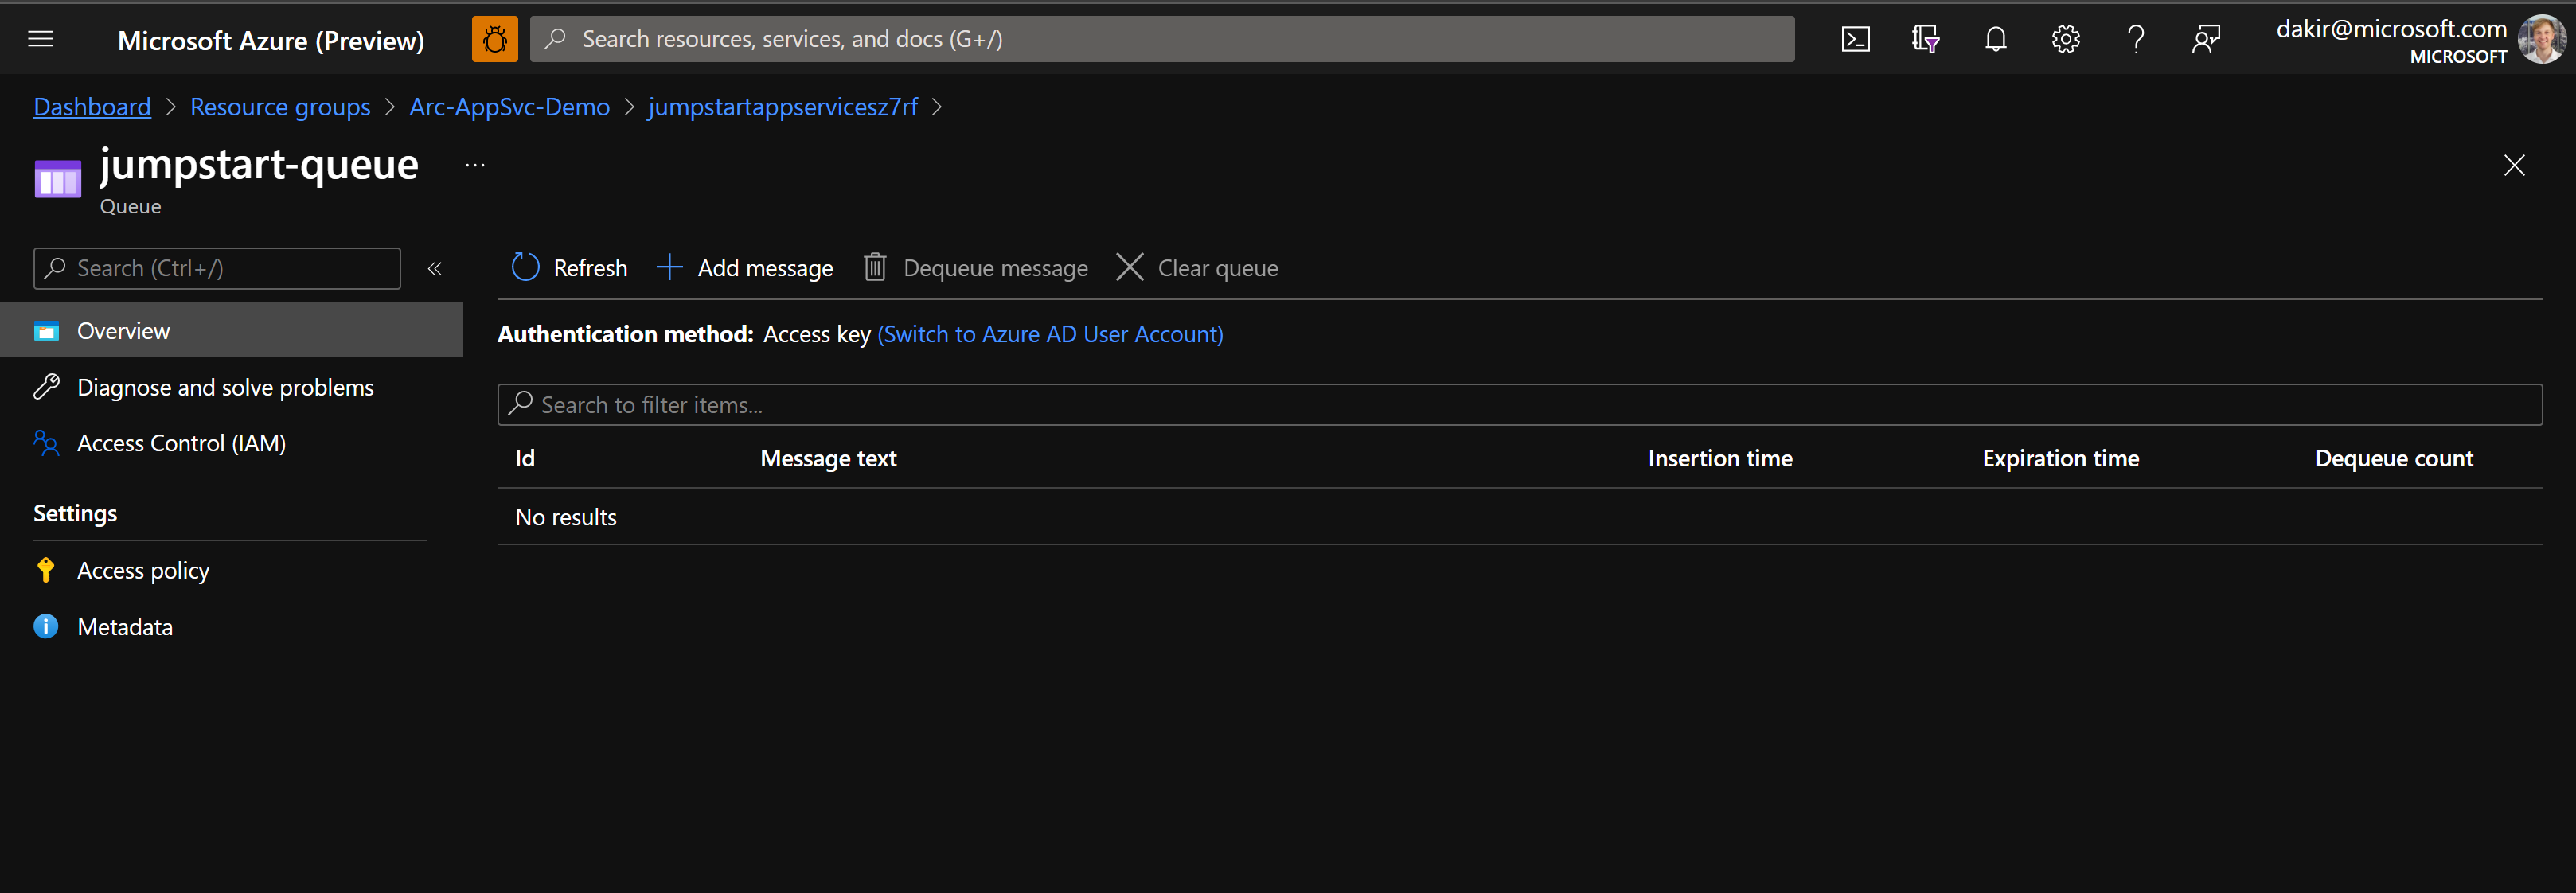 Microsoft Azure (Preview)
Search resources, services, and docs (G+/)
dakir@microsoft.com
MICROSOFT
Dashboard > Resource groups > Arc-AppSvc-Demo > jumpstartappservicesz7rf >
jumpstart-queue ...
Queue
Search (Ctrl+/)
«
Refresh
Add message
Dequeue message
Clear queue
Overview
Diagnose and solve problems
Access Control (IAM)
Settings
Access policy
Metadata
Authentication method: Access key (Switch to Azure AD User Account)
Search to filter items...
Id Message text Insertion time Expiration time Dequeue count
No results